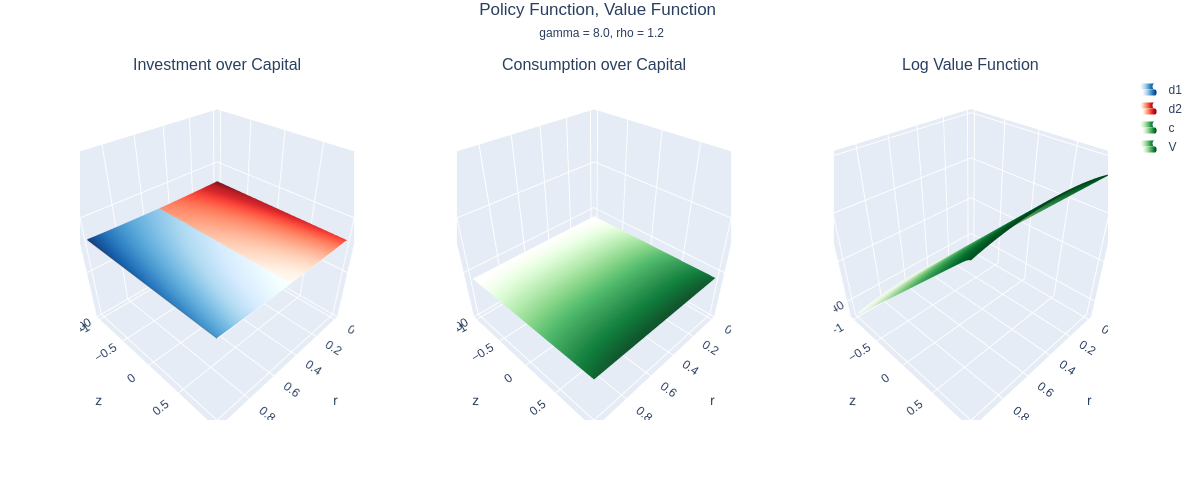 Policy Function, Value Function
gamma = 8.0, rho = 1.2
Investment over Capital
Consumption over Capital
Log Value Function
d1
d2
c
V
−0.5
0
0.5
z
0.2
0.4
0.6
0.8
r
−0.5
0
0.5
z
0.2
0.4
0.6
0.8
r
−1
−0.5
0
0.5
z
0.2
0.4
0.6
0.8
r